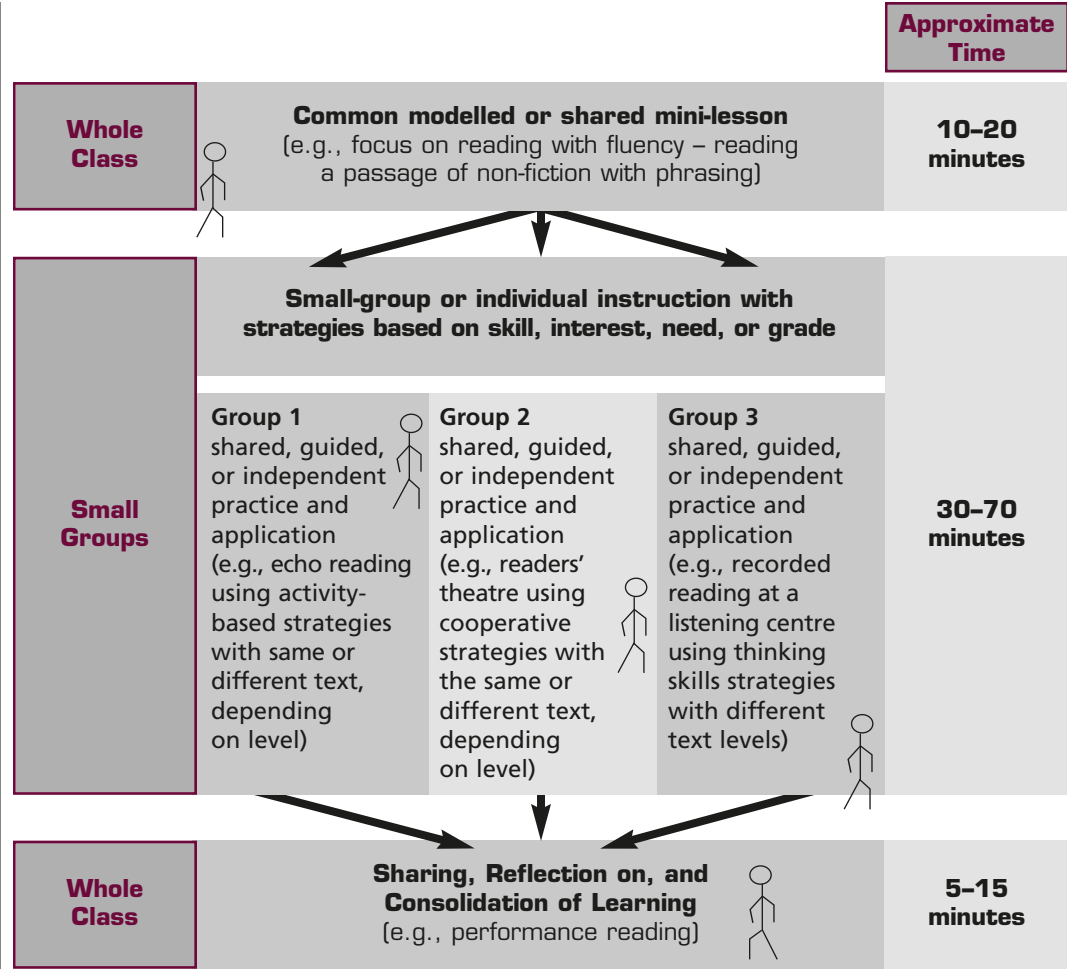 Approximate
Time
Whole
Class
Common modelled or shared mini-lesson
(e.g., focus on reading with fluency – reading
a passage of non-fiction with phrasing)
10–20
minutes
Small-group or individual instruction with
strategies based on skill, interest, need, or grade
Small
Groups
Group 1
shared, guided,
or independent
practice and
application
(e.g., echo reading
using activity-
based strategies
with same or
different text,
depending
on level)
Group 2
shared, guided,
or independent
practice and
application
(e.g., readers’
theatre using
cooperative
strategies with
the same or
different text,
depending
on level)
Group 3
shared, guided,
or independent
practice and
application
(e.g., recorded
reading at a
listening centre
using thinking
skills strategies
with different
text levels)
30–70
minutes
Whole
Class
Sharing, Reflection on, and
Consolidation of Learning
(e.g., performance reading)
5–15
minutes